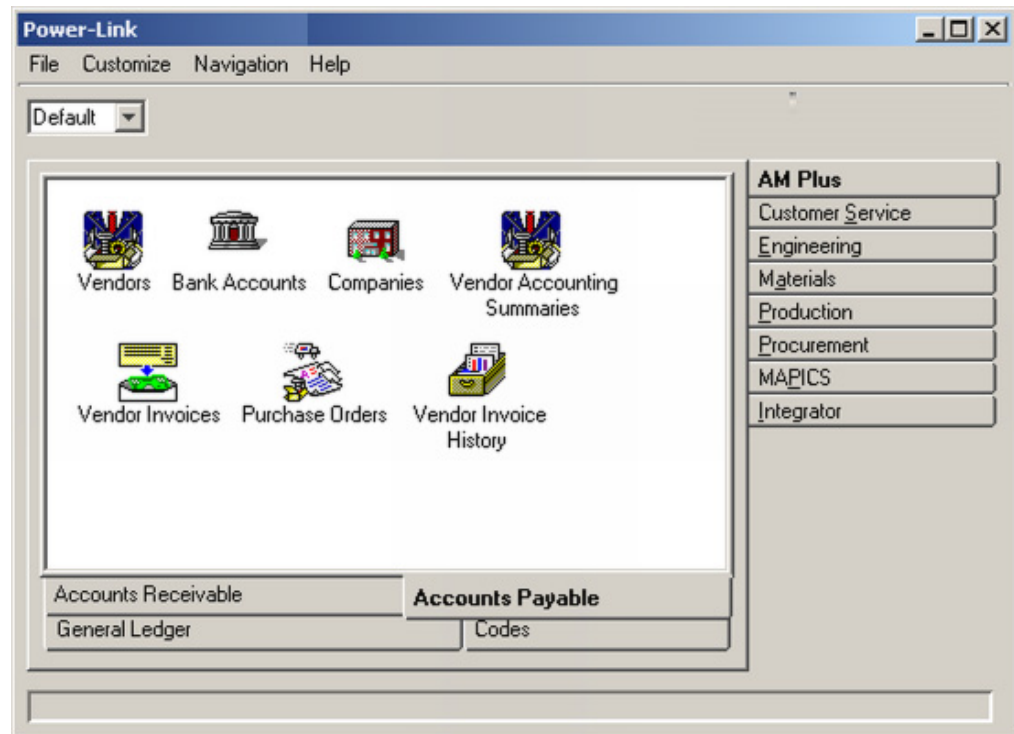 Power-Link
File Customize Navigation Help
Default
AM Plus
Customer Service
Engineering
Materials
Production
Procurement
MAPICS
Integrator
Vendors Bank Accounts Companies Vendor Accounting
Summaries
Vendor Invoices Purchase Orders Vendor Invoice
History
Accounts Receivable Accounts Payable
General Ledger Codes